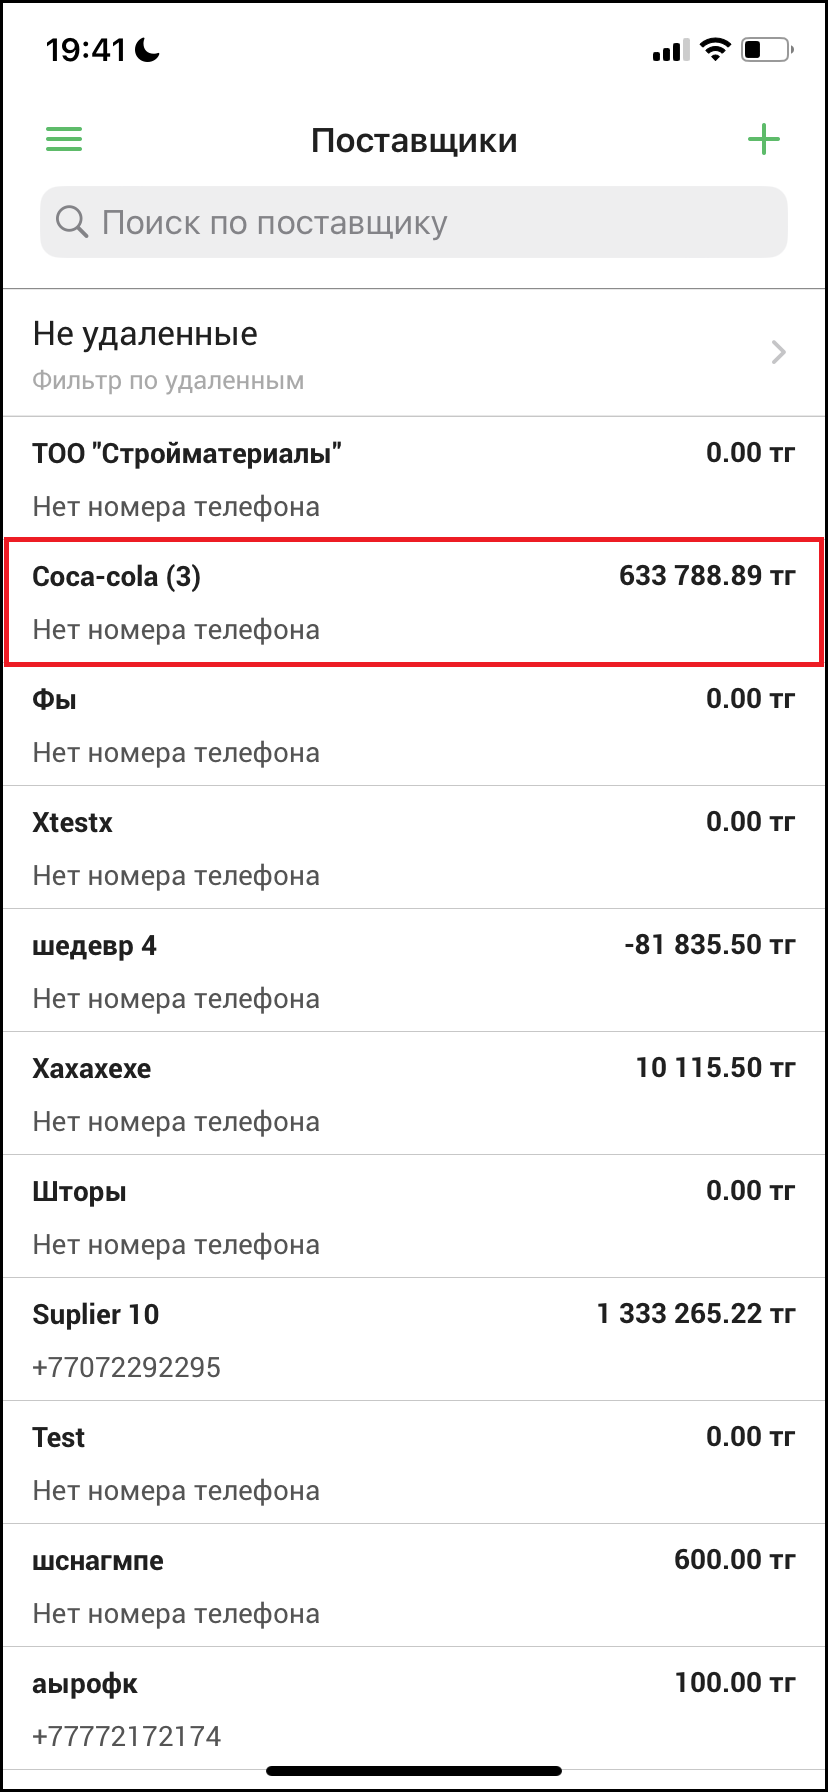 19:41
Поставщики
Поиск по поставщику
Не удаленные
Фильтр по удаленным
ТОО "Стройматериалы" 0.00 тг
Нет номера телефона
Coca-cola (3) 633 788.89 тг
Нет номера телефона
Фы 0.00 тг
Нет номера телефона
Xtestx 0.00 тг
Нет номера телефона
шедевр 4 -81 835.50 тг
Нет номера телефона
Хахахехе 10 115.50 тг
Нет номера телефона
Шторы 0.00 тг
Нет номера телефона
Suplier 10 1 333 265.22 тг
+77072292295
Test 0.00 тг
Нет номера телефона
шснагмпе 600.00 тг
Нет номера телефона
аырофк 100.00 тг
+77772172174